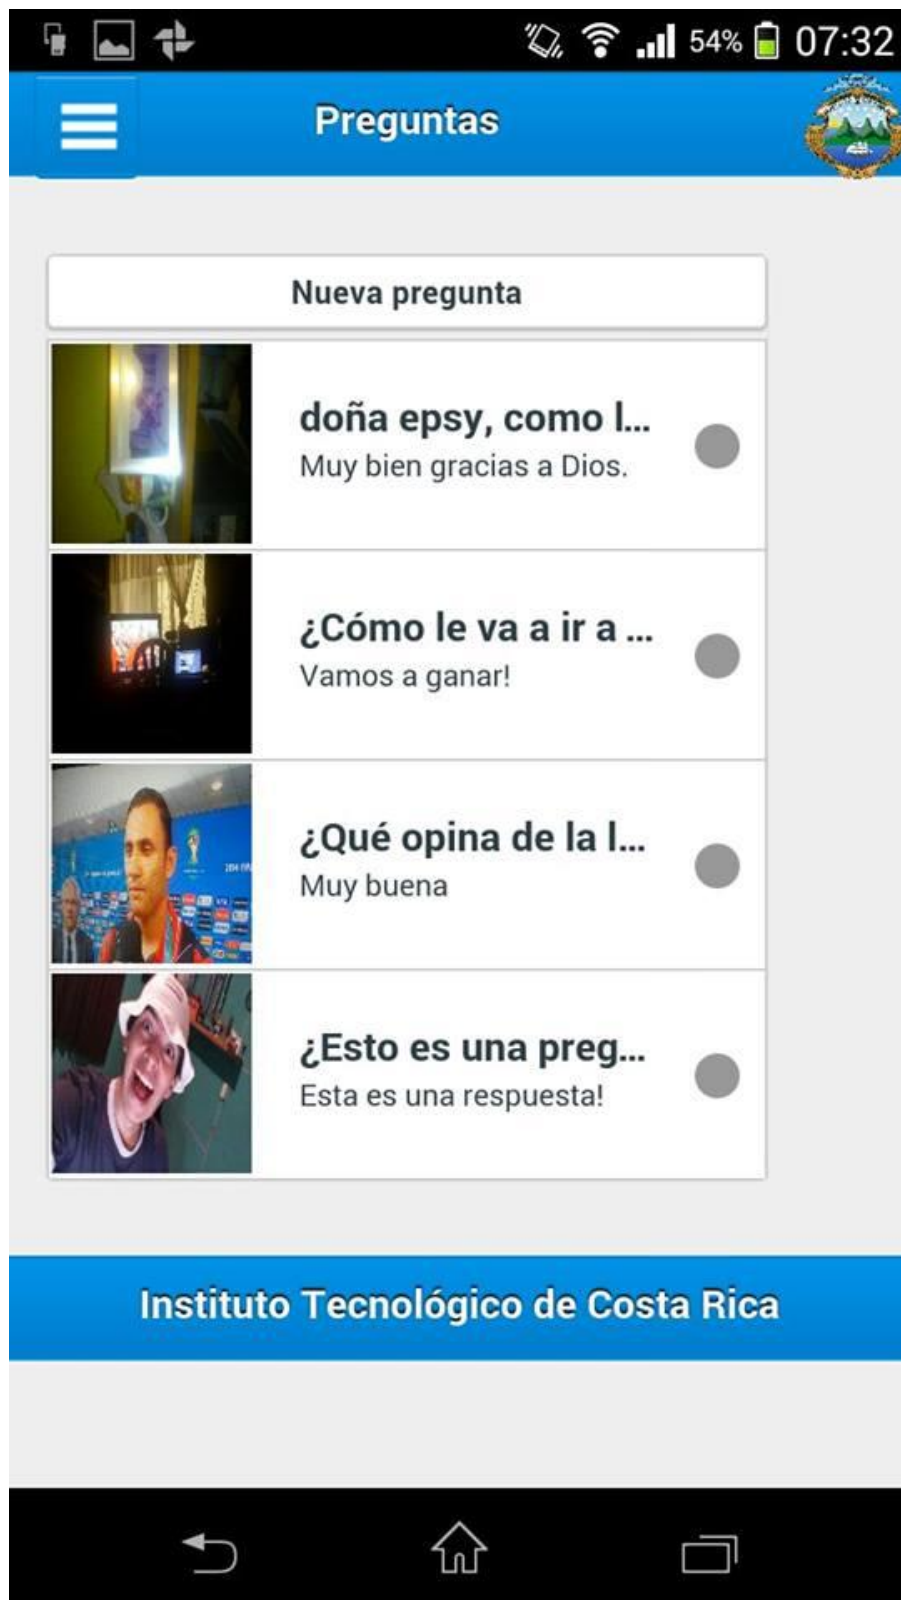 54% 07:32
Preguntas
Nueva pregunta
doña epsy, como l...
Muy bien gracias a Dios.
¿Cómo le va a ir a ...
Vamos a ganar!
¿Qué opina de la l...
Muy buena
¿Esto es una preg...
Esta es una respuesta!
Instituto Tecnológico de Costa Rica